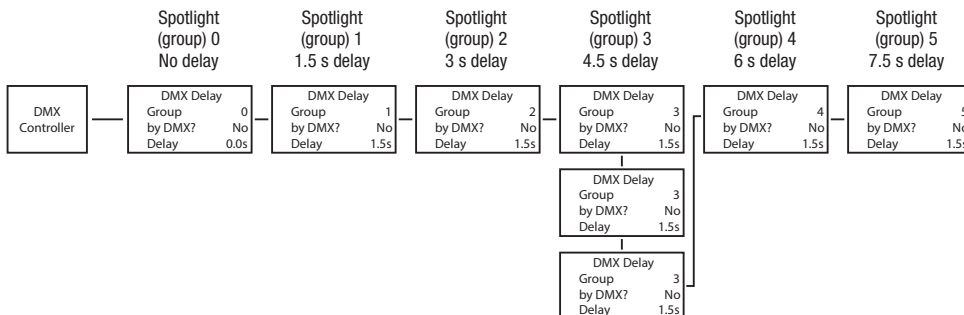 Spotlight
(group) 0
No delay
Spotlight
(group) 1
1.5 s delay
Spotlight
(group) 2
3 s delay
Spotlight
(group) 3
4.5 s delay
Spotlight
(group) 4
6 s delay
Spotlight
(group) 5
7.5 s delay
DMX
Controller
DMX Delay
Group 0
by DMX? No
Delay 0.0s
DMX Delay
Group 1
by DMX? No
Delay 1.5s
DMX Delay
Group 2
by DMX? No
Delay 1.5s
DMX Delay
Group 3
by DMX? No
Delay 1.5s
DMX Delay
Group 3
by DMX? No
Delay 1.5s
DMX Delay
Group 3
by DMX? No
Delay 1.5s
DMX Delay
Group 4
by DMX? No
Delay 1.5s
DMX Delay
Group 5
by DMX? No
Delay 1.5s